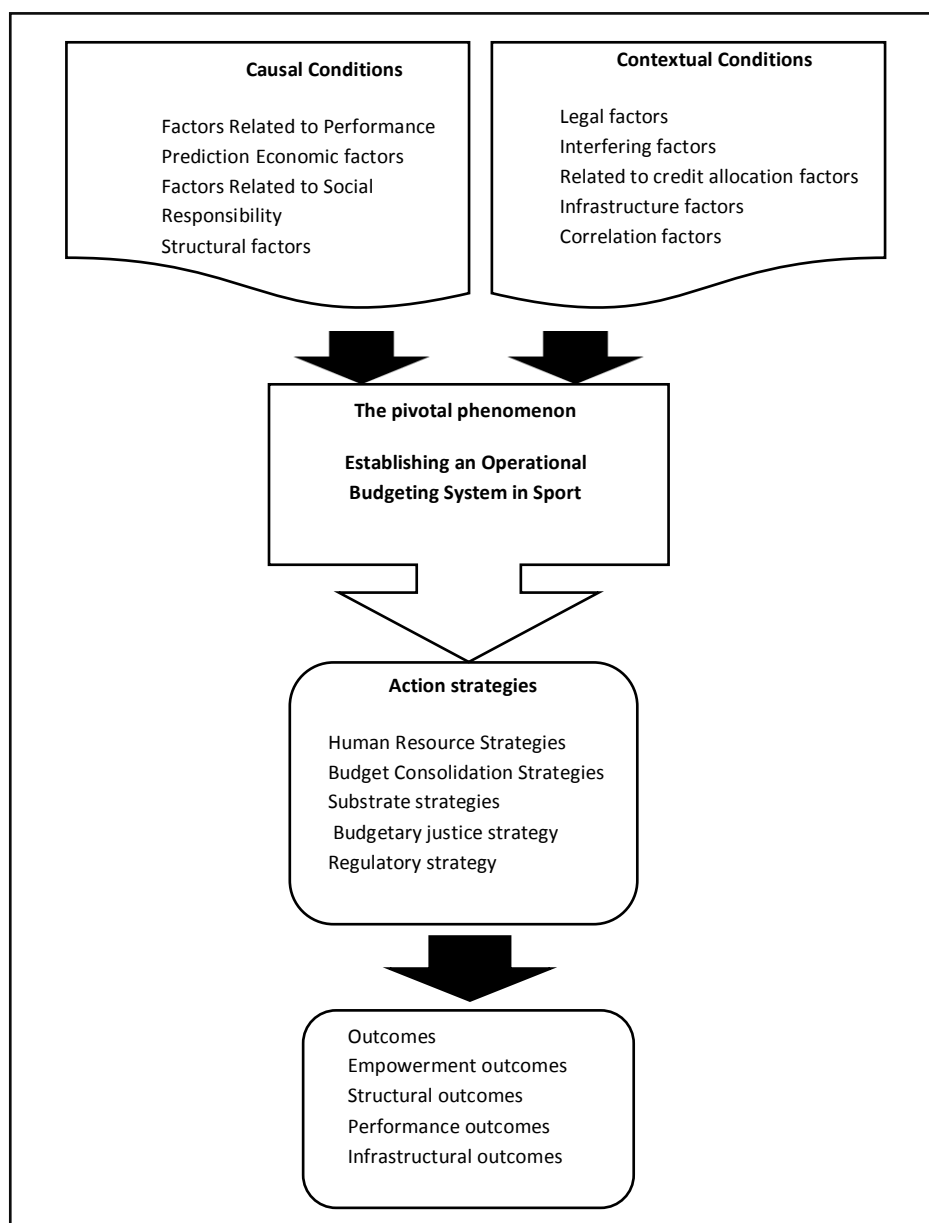 Causal Conditions
Factors Related to Performance
Prediction Economic factors
Factors Related to Social
Responsibility
Structural factors
Contextual Conditions
Legal factors
Interfering factors
Related to credit allocation factors
Infrastructure factors
Correlation factors
The pivotal phenomenon
Establishing an Operational
Budgeting System in Sport
Action strategies
Human Resource Strategies
Budget Consolidation Strategies
Substrate strategies
Budgetary justice strategy
Regulatory strategy
Outcomes
Empowerment outcomes
Structural outcomes
Performance outcomes
Infrastructural outcomes